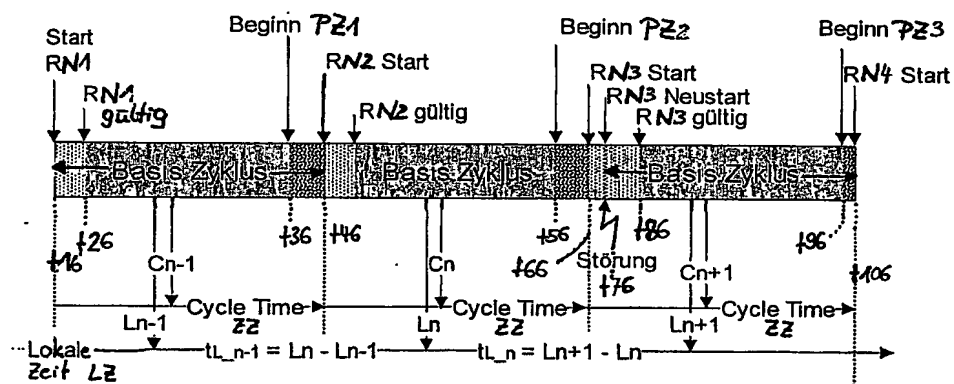 Start
RN1
Beginn PZ1
Beginn PZ2
Beginn PZ3
RN2 Start
RN3 Start
RN4 Start
RN1
gültig
RN2 gültig
RN3 Neustart
RN3 gültig
Basis Zyklus
Basis Zyklus
Basis Zyklus
t16
t26
t36
t46
t56
t66
Störung
t76
t86
t96
t106
Cn-1
Cn
Cn+1
Cycle Time
ZZ
Cycle Time
ZZ
Cycle Time
ZZ
Ln-1
Ln
Ln+1
Lokale
Zeit LZ
tL_n-1 = Ln - Ln-1
tL_n = Ln+1 - Ln